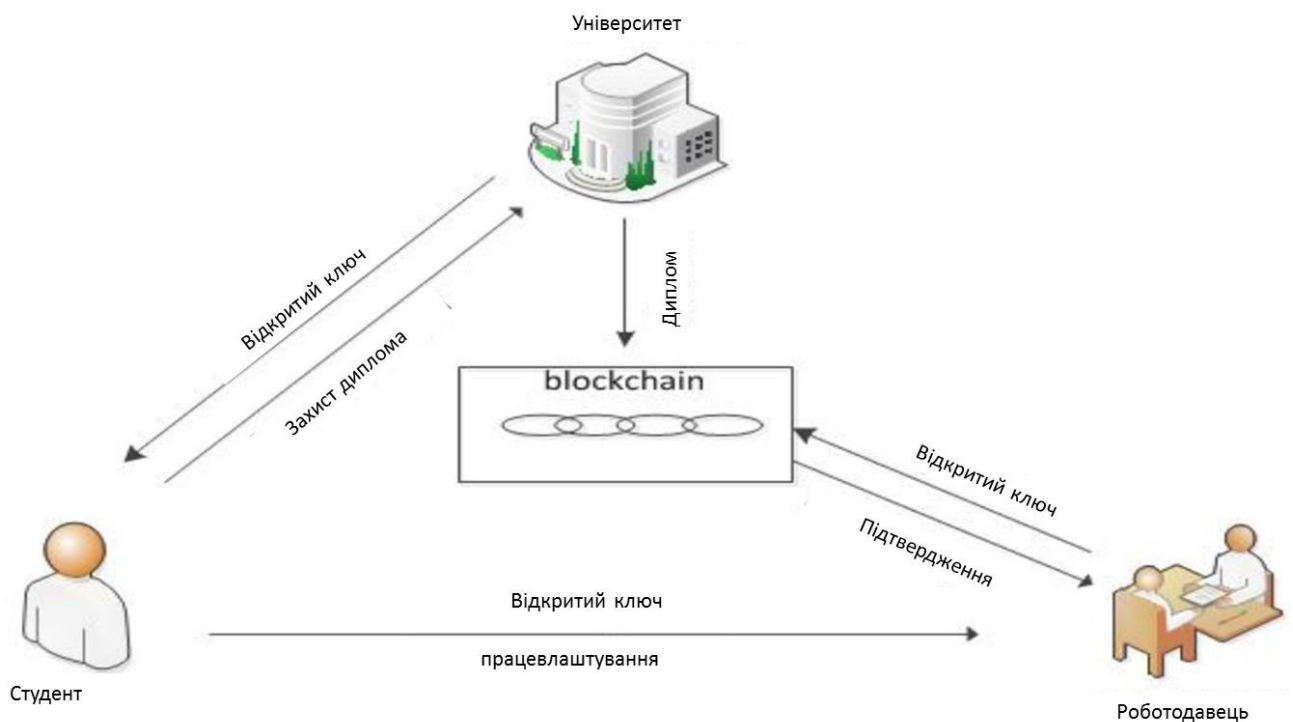 Університет
Відкритий ключ
Захист диплома
Диплом
blockchain
Відкритий ключ
Підтвердження
Відкритий ключ
працевлаштування
Студент
Роботодавець